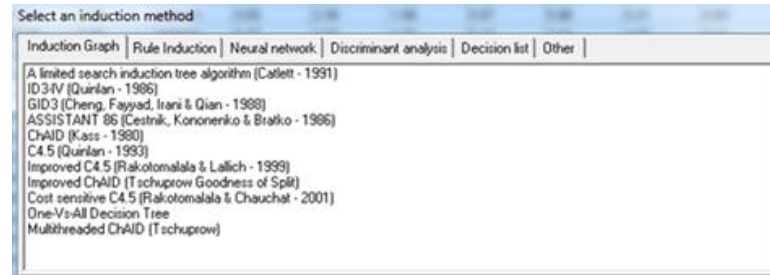 Select an induction method
Induction Graph Rule Induction Neural network Discriminant analysis Decision list Other
A limited search induction tree algorithm (Catlett - 1991)
ID3-IV (Quinlan - 1986)
GID3 (Cheng, Fayyad, Irani & Qian - 1988)
ASSISTANT 86 (Cestnik, Kononenko & Bratko - 1986)
ChAID (Kass - 1980)
C4.5 (Quinlan - 1993)
Improved C4.5 (Rakotomalala & Lallich - 1999)
Improved ChAID (Tschuprow Goodness of Split)
Cost sensitive C4.5 (Rakotomalala & Chauchat - 2001)
One-Vs-All Decision Tree
Multithreaded ChAID (Tschuprow)